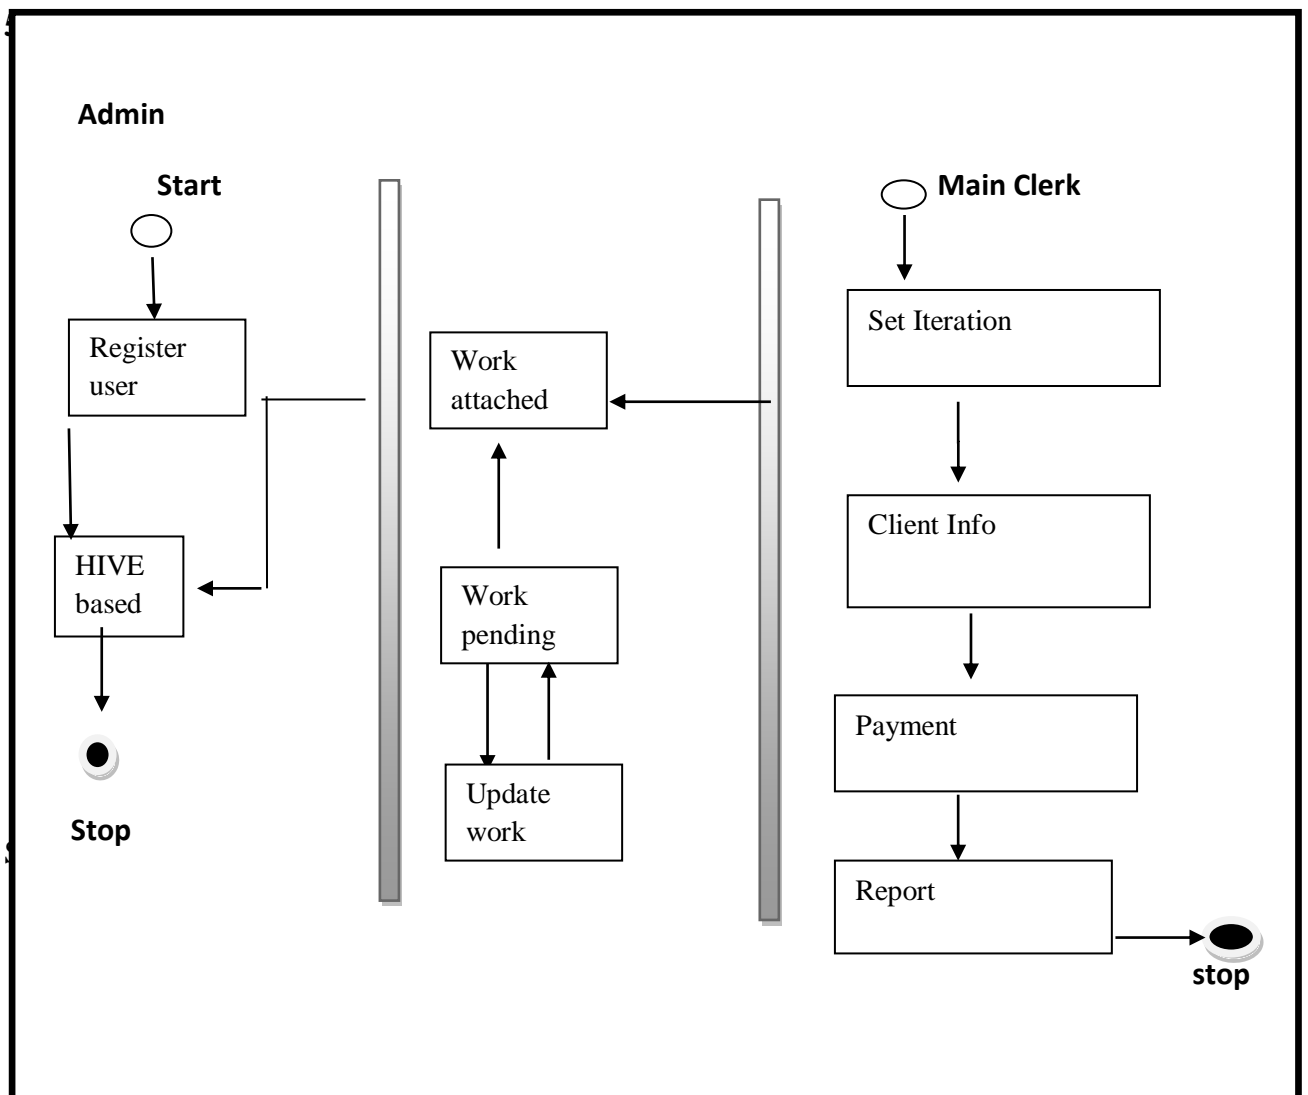 Admin
Start
Register
user
HIVE
based
Stop
Work
attached
Work
pending
Update
work
Main Clerk
Set Iteration
Client Info
Payment
Report
stop